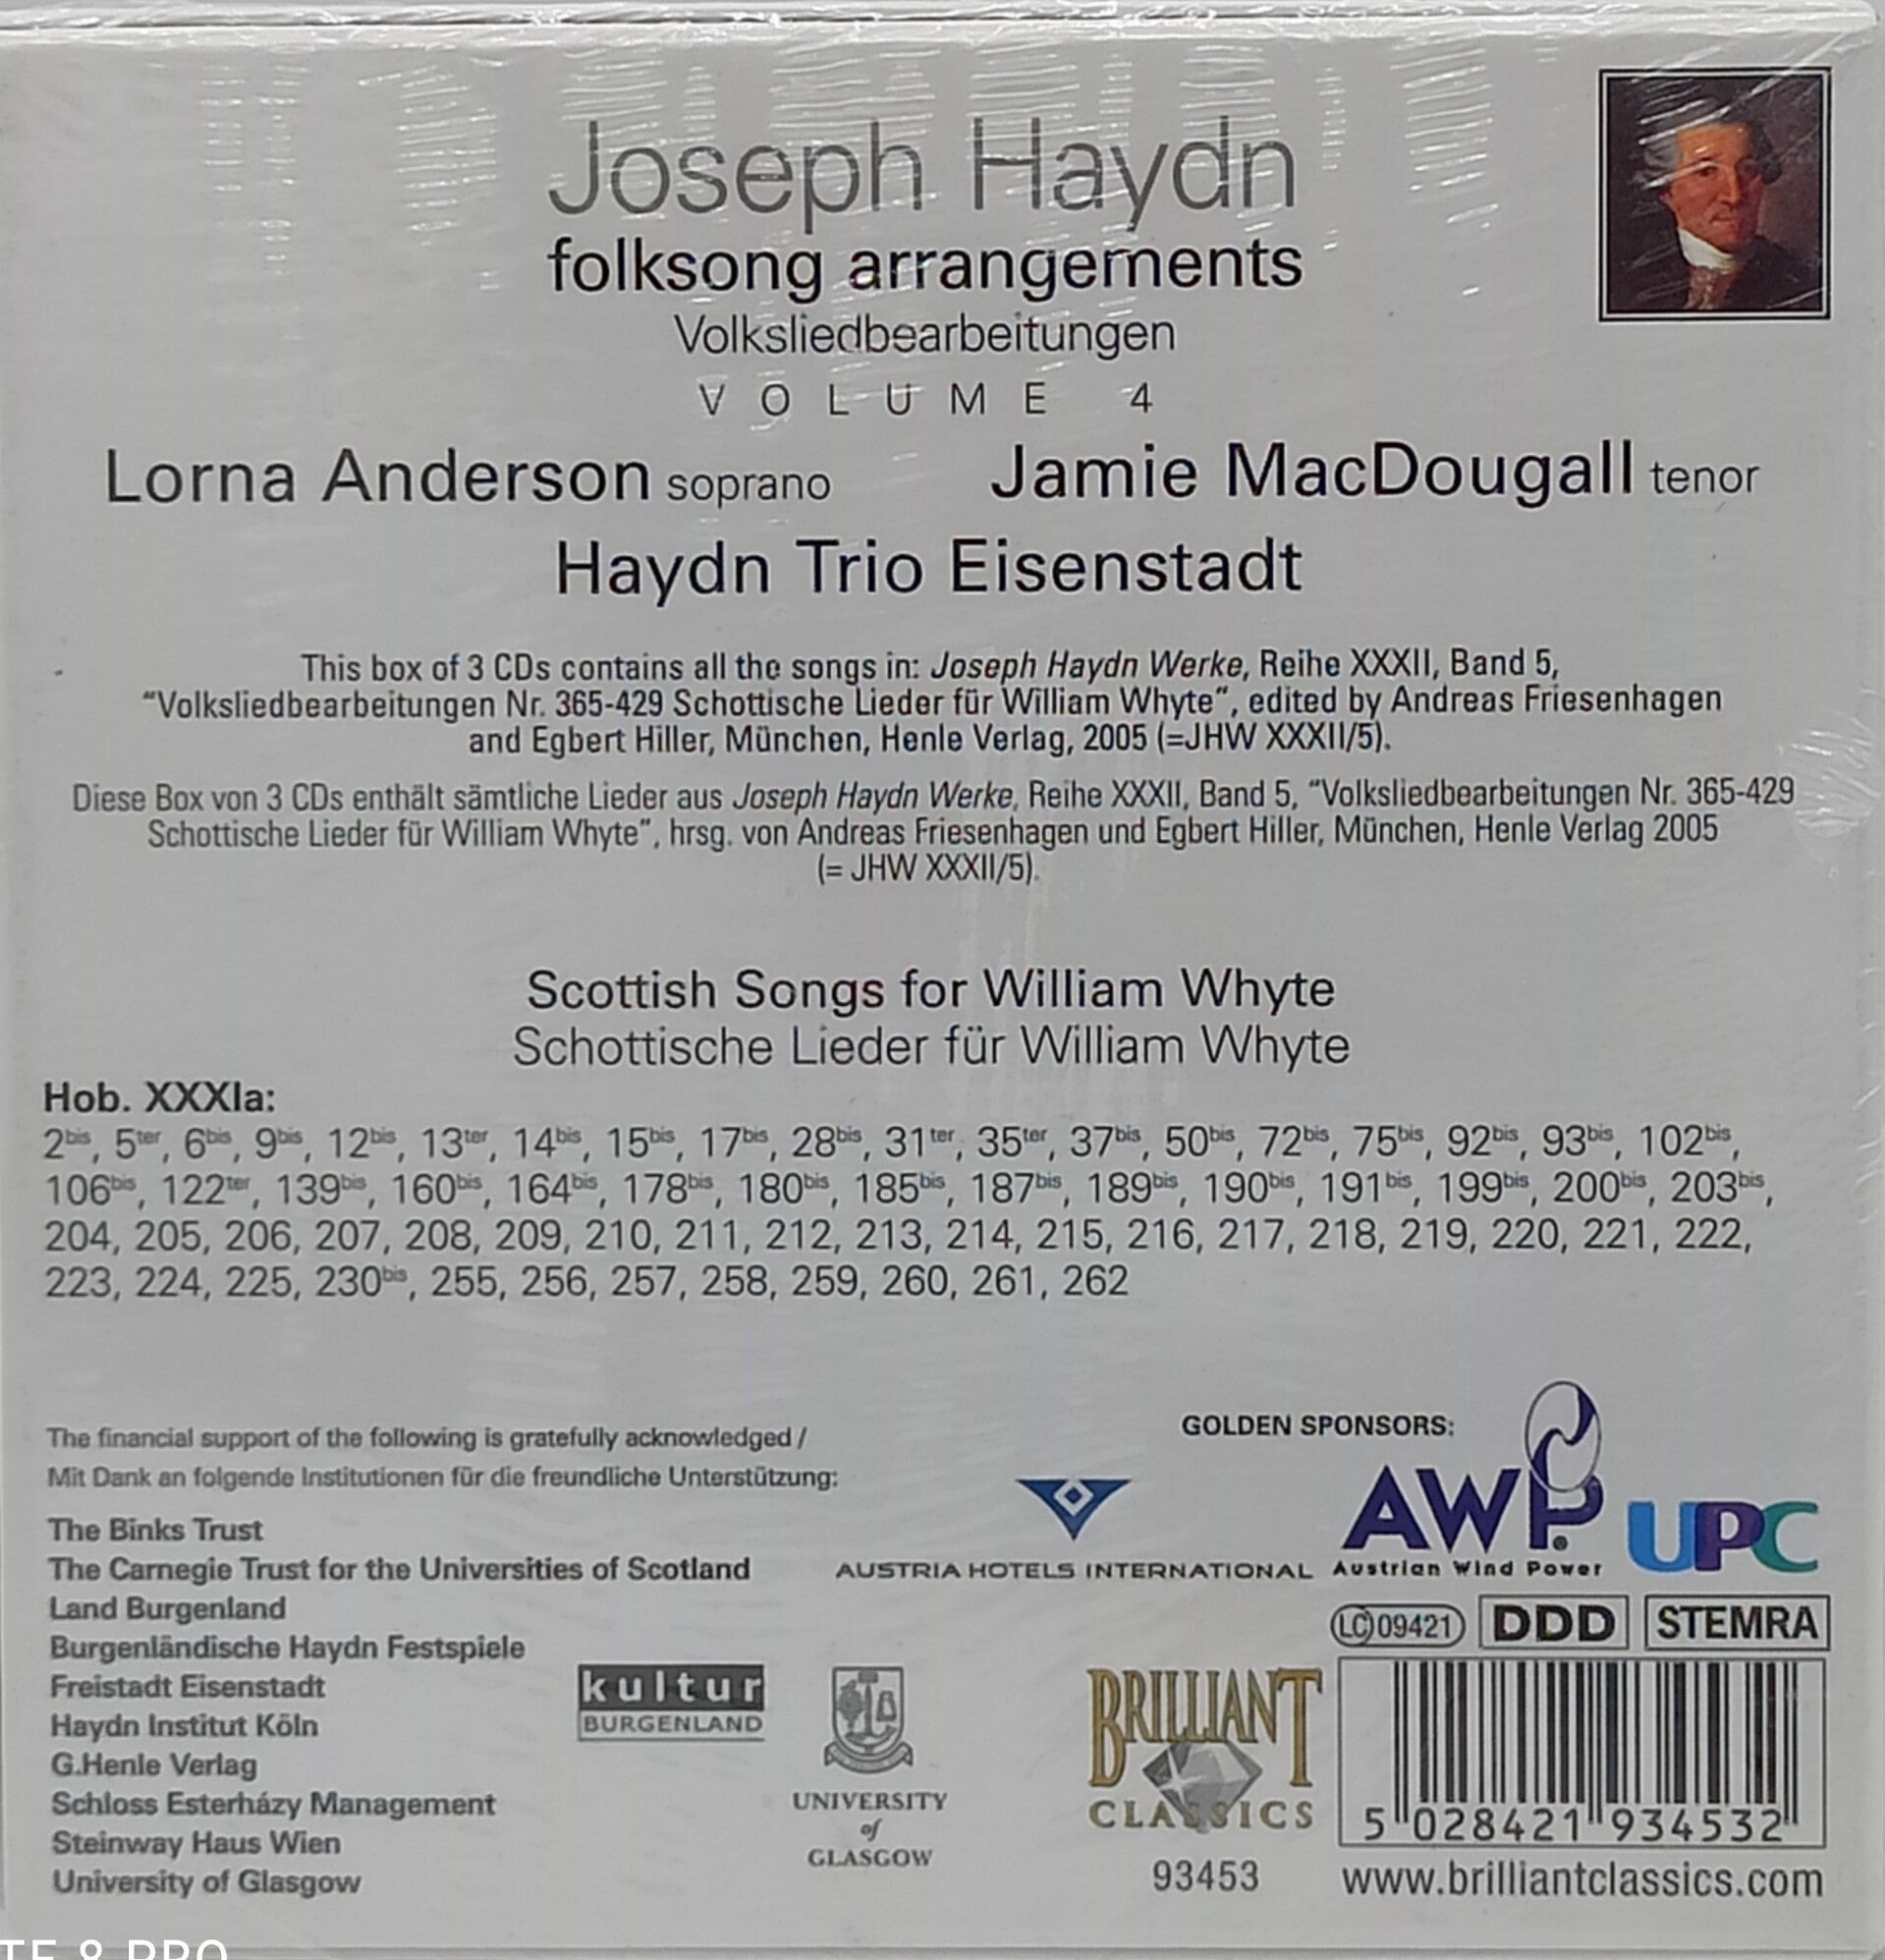 Joseph Haydn
folksong arrangements
Volksliedbearbeitungen
VOLUME 4
Lorna Anderson soprano Jamie MacDougall tenor
Haydn Trio Eisenstadt
This box of 3 CDs contains all the songs in: Joseph Haydn Werke, Reihe XXXII, Band 5,
“Volksliedbearbeitungen Nr. 365-429 Schottische Lieder für William Whyte“, edited by Andreas Friesenhagen
and Egbert Hiller, München, Henle Verlag, 2005 (=JHW XXXII/5).
Diese Box von 3 CDs enthält sämtliche Lieder aus Joseph Haydn Werke, Reihe XXXII, Band 5, “Volksliedbearbeitungen Nr. 365-429
Schottische Lieder für William Whyte”, hrsg. von Andreas Friesenhagen und Egbert Hiller, München, Henle Verlag 2005
(= JHW XXXII/5).
Scottish Songs for William Whyte
Schottische Lieder für William Whyte
Hob. XXXIa:
2bis, 5ter, 6bis, 9bis, 12bis, 13ter, 14bis, 15bis, 17bis, 28bis, 31ter, 35ter, 37bis, 50bis, 72bis, 75bis, 92bis, 93bis, 102bis,
106bis, 122ter, 139bis, 160bis, 164bis, 178bis, 180bis, 185bis, 187bis, 189bis, 190bis, 191bis, 199bis, 200bis, 203bis,
204, 205, 206, 207, 208, 209, 210, 211, 212, 213, 214, 215, 216, 217, 218, 219, 220, 221, 222,
223, 224, 225, 230bis, 255, 256, 257, 258, 259, 260, 261, 262
The financial support of the following is gratefully acknowledged /
Mit Dank an folgende Institutionen für die freundliche Unterstützung:
The Binks Trust
The Carnegie Trust for the Universities of Scotland
Land Burgenland
Burgenländische Haydn Festspiele
Freistadt Eisenstadt
Haydn Institut Köln
G.Henle Verlag
Schloss Esterházy Management
Steinway Haus Wien
University of Glasgow
kultur
BURGENLAND
UNIVERSITY
of
GLASGOW
GOLDEN SPONSORS:
AUSTRIA HOTELS INTERNATIONAL
AWP
Austrian Wind Power
UPC
LC 09421 DDD STEMRA
BRILLIANT
CLASSICS
93453
5 028421 934532
www.brilliantclassics.com
TE 8 PRO